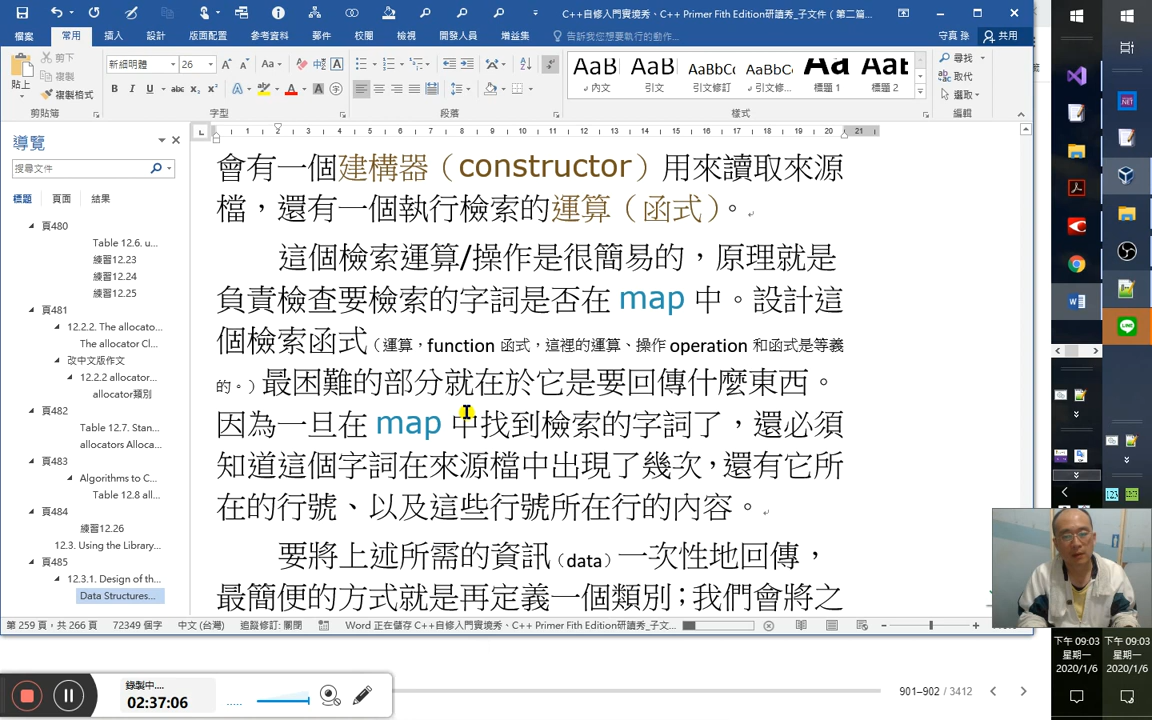 C++自修入門實境秀、C++ Primer Fifth Edition研讀秀_子文件（第二篇...
檔案 常用 插入 設計 版面配置 參考資料 郵件 校閱 檢視 開發人員 增益集 告訴我您想要執行的動作...
共用
貼上
剪下
複製
複製格式
剪貼簿
新細明體 26
字型
段落
AaB AaB AaBbCc AaBbCc Aa Aat
內文 引文 引文修訂 引文修... 標題 1 標題 2
樣式
尋找
取代
選取
編輯
導覽
搜尋文件
標題 頁面 結果
頁480
Table 12.6. u...
練習12.23
練習12.24
練習12.25
頁481
12.2.2. The allocato...
The allocator Cl...
改中文版作文
12.2.2 allocator...
allocator類別
頁482
Table 12.7. Stan...
allocators Alloca...
頁483
Algorithms to C...
Table 12.8 all...
頁484
練習12.26
12.3. Using the Library...
頁485
12.3.1. Design of th...
Data Structures...
會有一個建構器（constructor）用來讀取來源
檔，還有一個執行檢索的運算（函式）。
這個檢索運算/操作是很簡易的，原理就是
負責檢查要檢索的字詞是否在 map 中。設計這
個檢索函式（運算，function 函式，這裡的運算、操作 operation 和函式是等義
的。）最困難的部分就在於它是要回傳什麼東西。
因為一旦在 map 中找到檢索的字詞了，還必須
知道這個字詞在來源檔中出現了幾次，還有它所
在的行號、以及這些行號所在行的內容。
要將上述所需的資訊（data）一次性地回傳，
最簡便的方式就是再定義一個類別；我們會將之
第 259 頁，共 266 頁 72349 個字 中文 (台灣) 追蹤修訂: 關閉 Word 正在儲存 C++自修入門實境秀、C++ Primer Fifth Edition研讀秀_子文...
錄製中....
02:37:06
901–902 / 3412
下午 09:03
星期一
2020/1/6
下午 09:03
星期一
2020/1/6